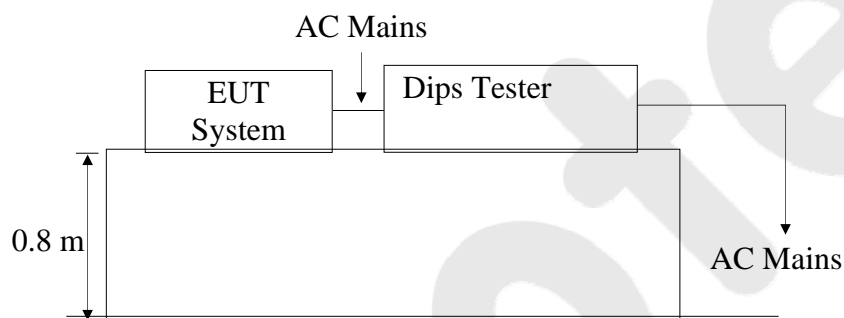 AC Mains
EUT
System
Dips Tester
0.8 m
AC Mains